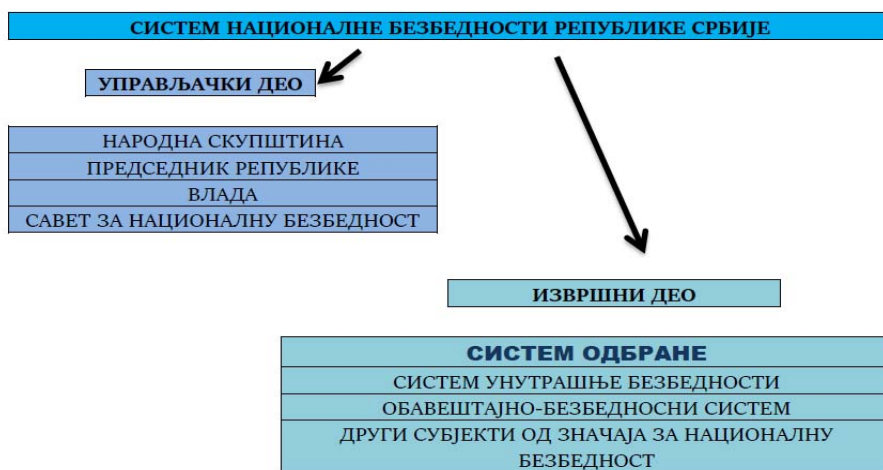 СИСТЕМ НАЦИОНАЛНЕ БЕЗБЕДНОСТИ РЕПУБЛИКЕ СРБИЈЕ
УПРАВЉАЧКИ ДЕО
НАРОДНА СКУПШТИНА
ПРЕДСЕДНИК РЕПУБЛИКЕ
ВЛАДА
САВЕТ ЗА НАЦИОНАЛНУ БЕЗБЕДНОСТ
ИЗВРШНИ ДЕО
СИСТЕМ ОДБРАНЕ
СИСТЕМ УНУТРАШЊЕ БЕЗБЕДНОСТИ
ОБАВЕШТАЈНО-БЕЗБЕДНОСНИ СИСТЕМ
ДРУГИ СУБЈЕКТИ ОД ЗНАЧАЈА ЗА НАЦИОНАЛНУ
БЕЗБЕДНОСТ